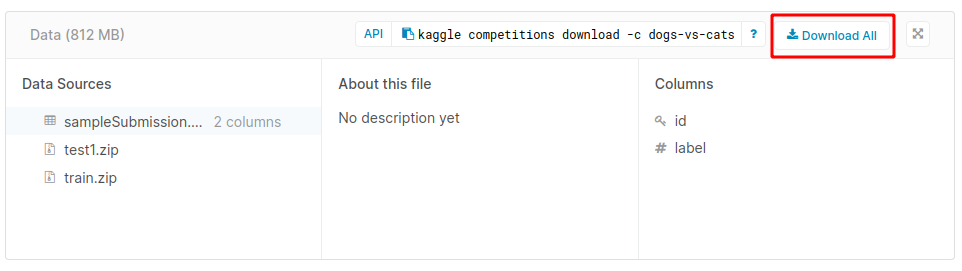 Data (812 MB)
API kaggle competitions download -c dogs-vs-cats ? Download All
Data Sources
sampleSubmission.... 2 columns
test1.zip
train.zip
About this file
No description yet
Columns
id
# label